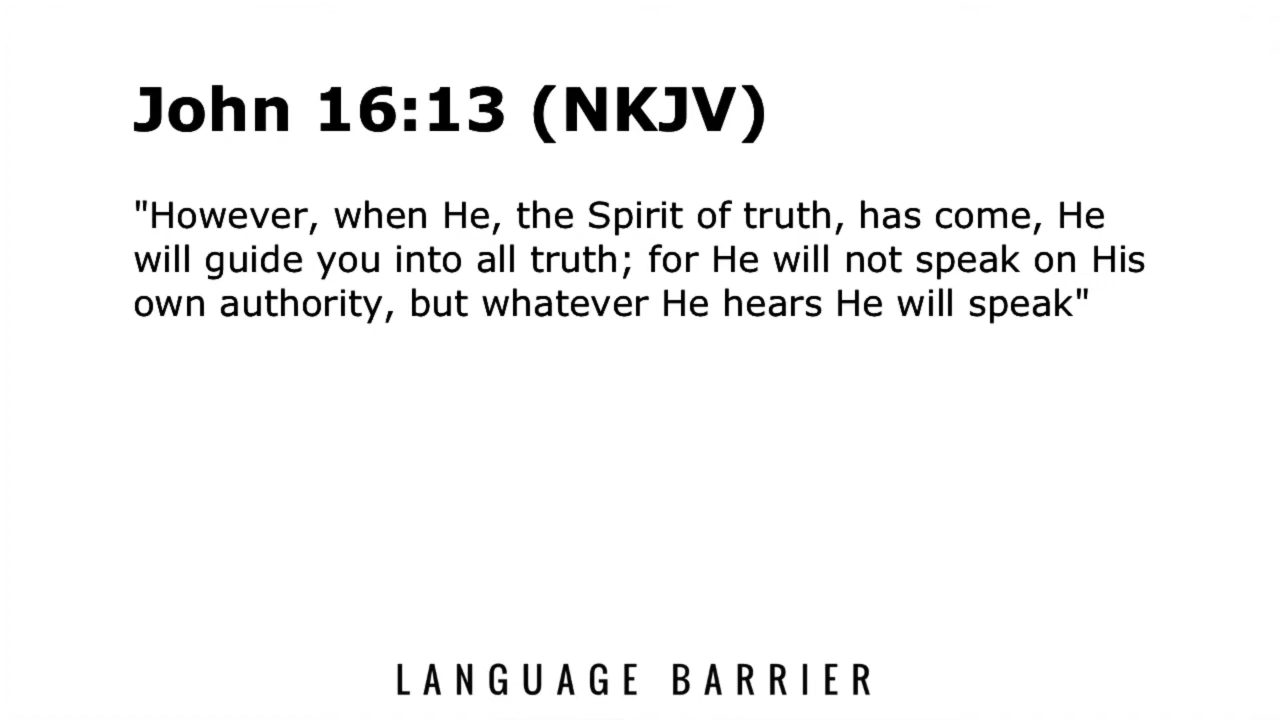 John 16:13 (NKJV)
"However, when He, the Spirit of truth, has come, He
will guide you into all truth; for He will not speak on His
own authority, but whatever He hears He will speak"
LANGUAGE BARRIER